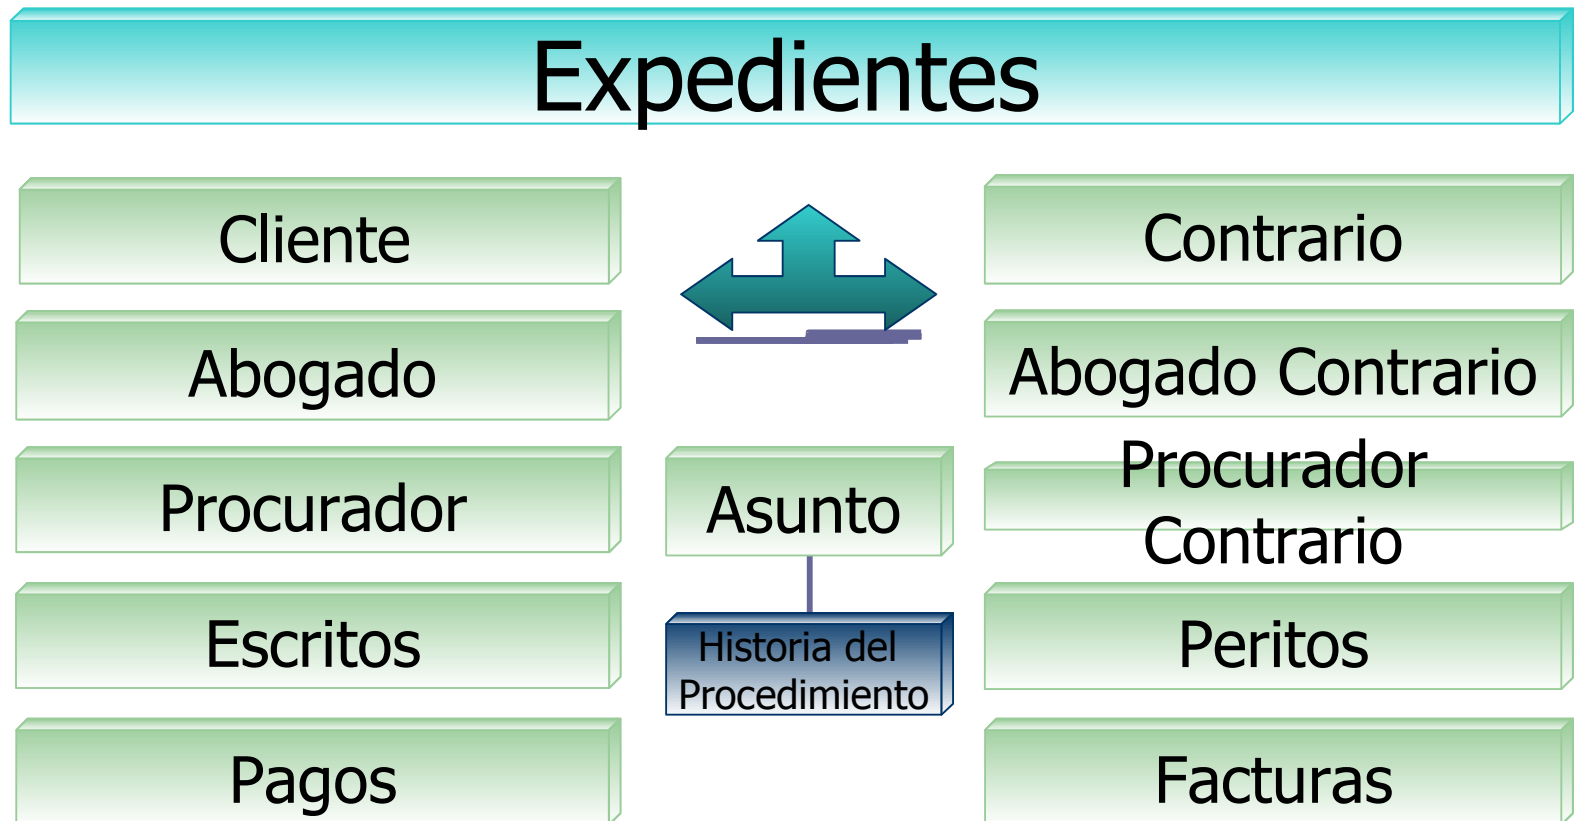 Expedientes
Cliente
Contrario
Abogado
Abogado Contrario
Procurador
Asunto
Procurador
Contrario
Escritos
Historia del
Procedimiento
Peritos
Pagos
Facturas